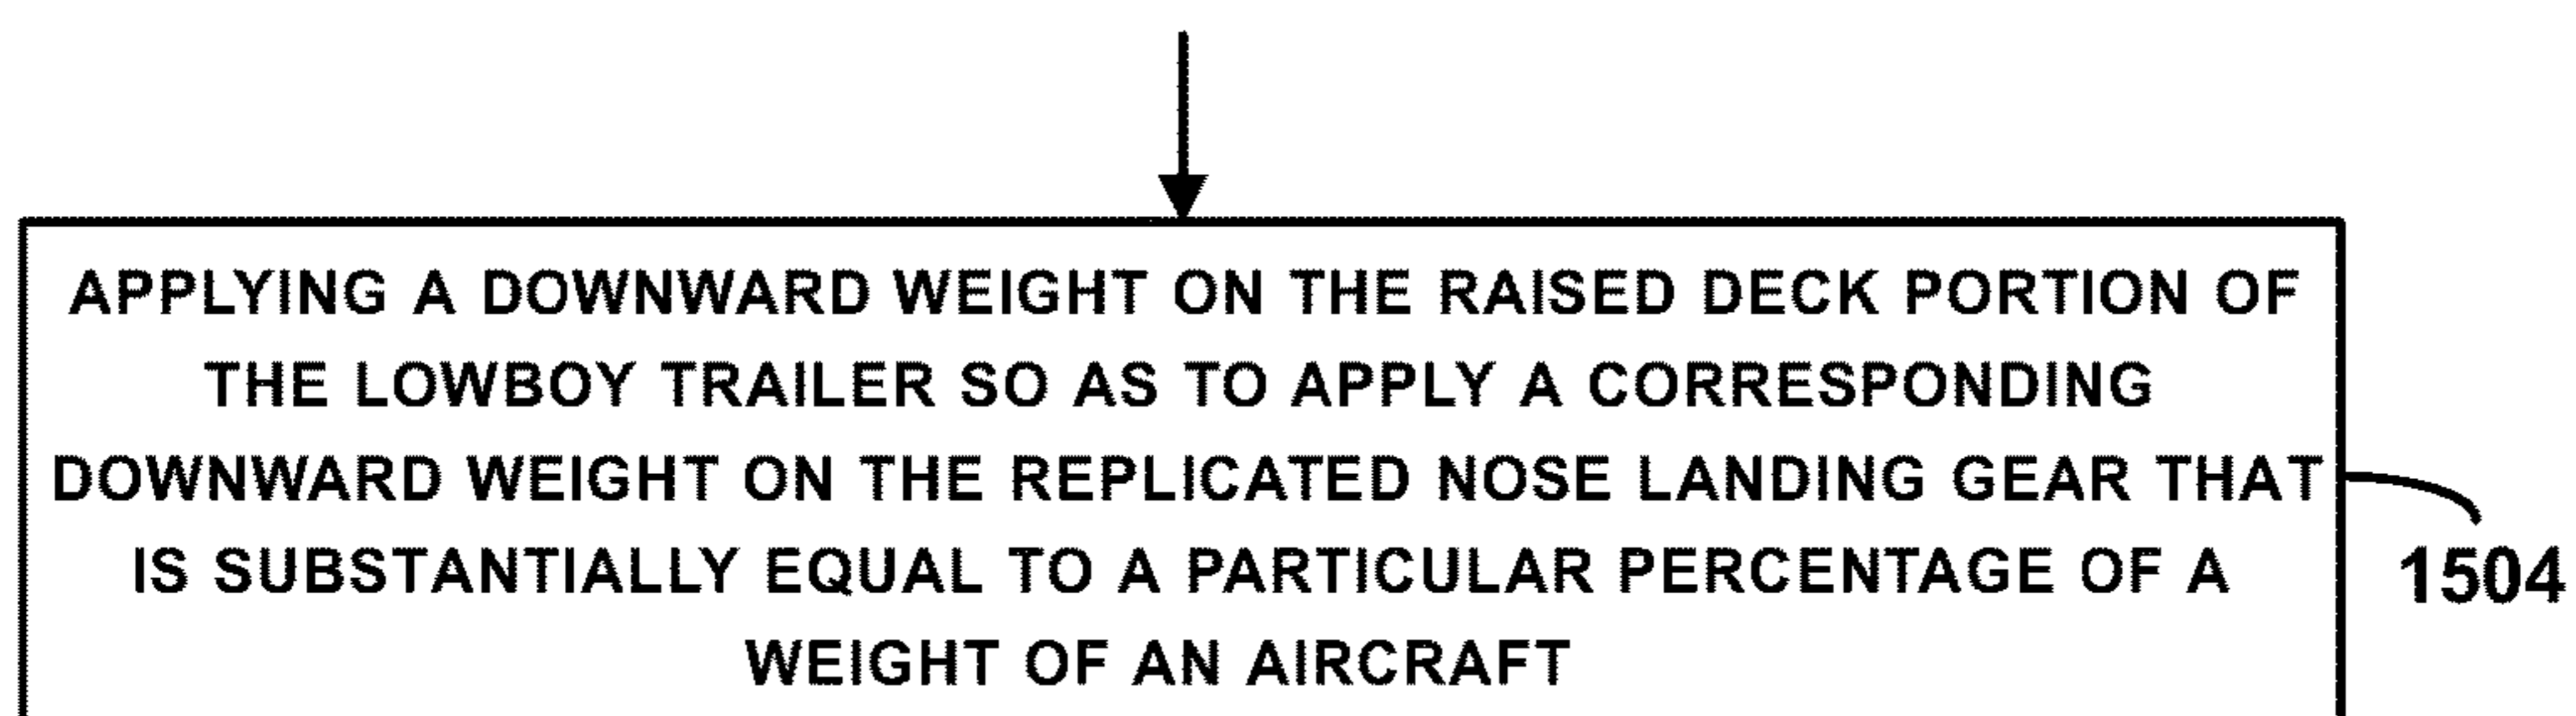 APPLYING A DOWNWARD WEIGHT ON THE RAISED DECK PORTION OF
THE LOWBOY TRAILER SO AS TO APPLY A CORRESPONDING
DOWNWARD WEIGHT ON THE REPLICATED NOSE LANDING GEAR THAT
IS SUBSTANTIALLY EQUAL TO A PARTICULAR PERCENTAGE OF A
WEIGHT OF AN AIRCRAFT
1504